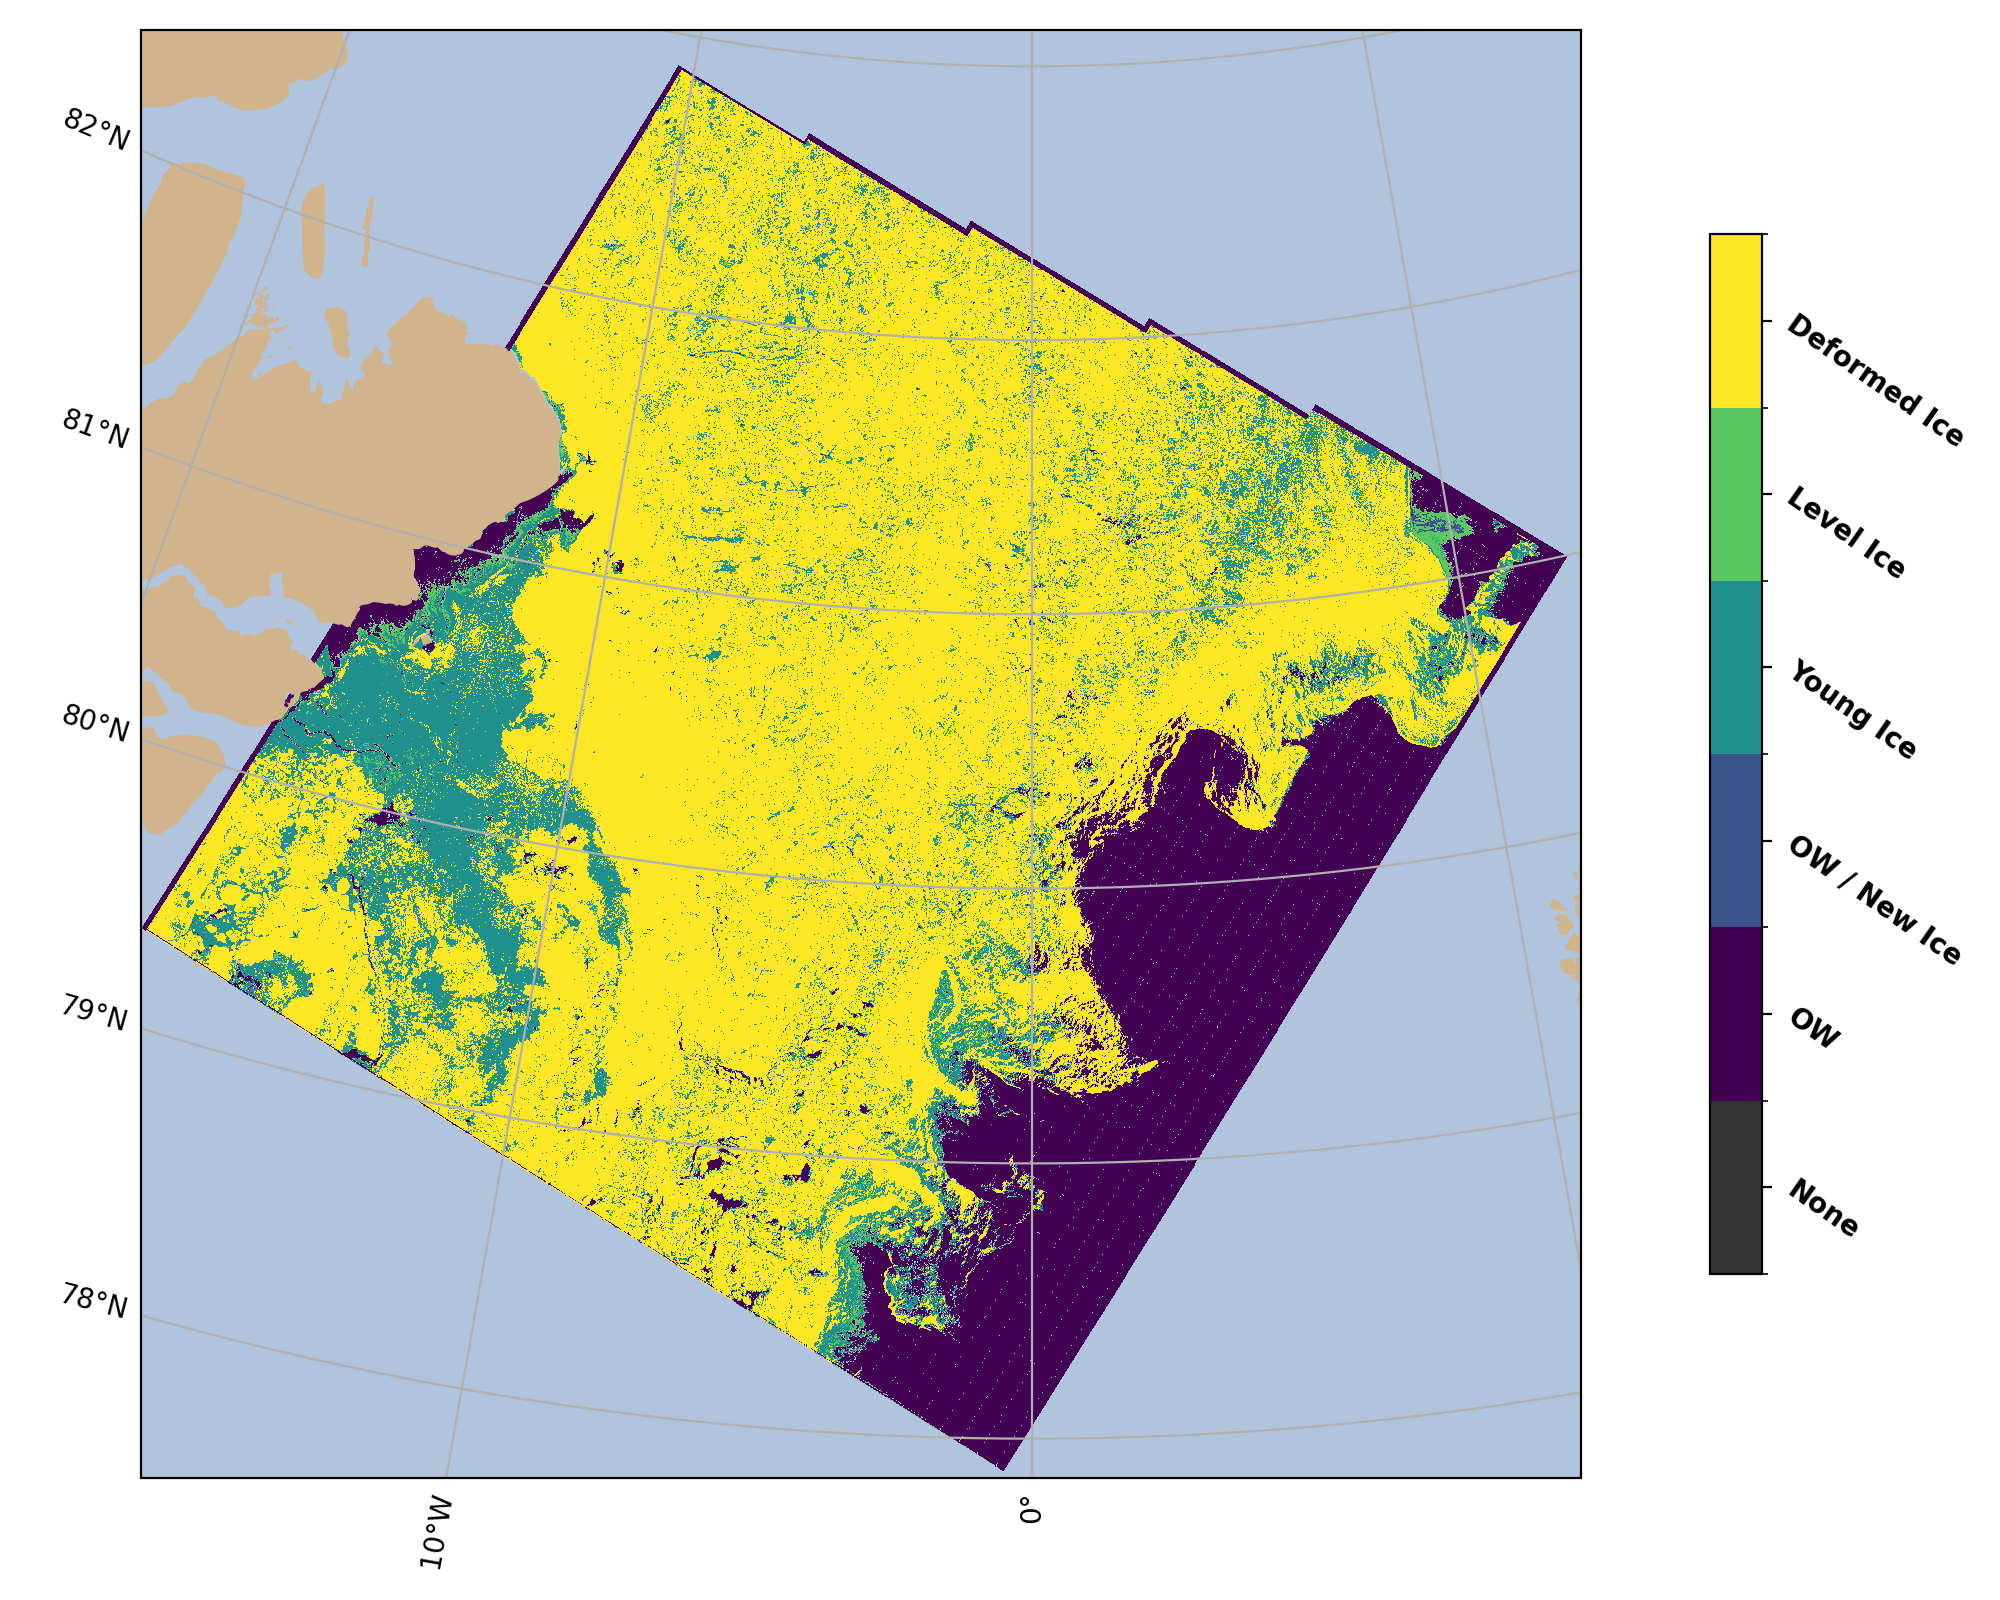 82°N
81°N
80°N
79°N
78°N
10°W
0°
Deformed Ice
Level Ice
Young Ice
OW / New Ice
OW
None